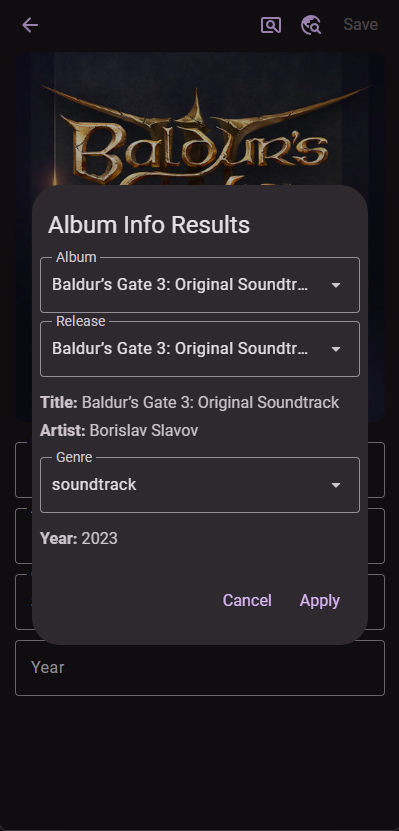 Save
BALDUR'S
Album Info Results
Album
Baldur’s Gate 3: Original Soundtr...
Release
Baldur’s Gate 3: Original Soundtr...
Title: Baldur’s Gate 3: Original Soundtrack
Artist: Borislav Slavov
Genre
soundtrack
Year: 2023
Cancel Apply
Year